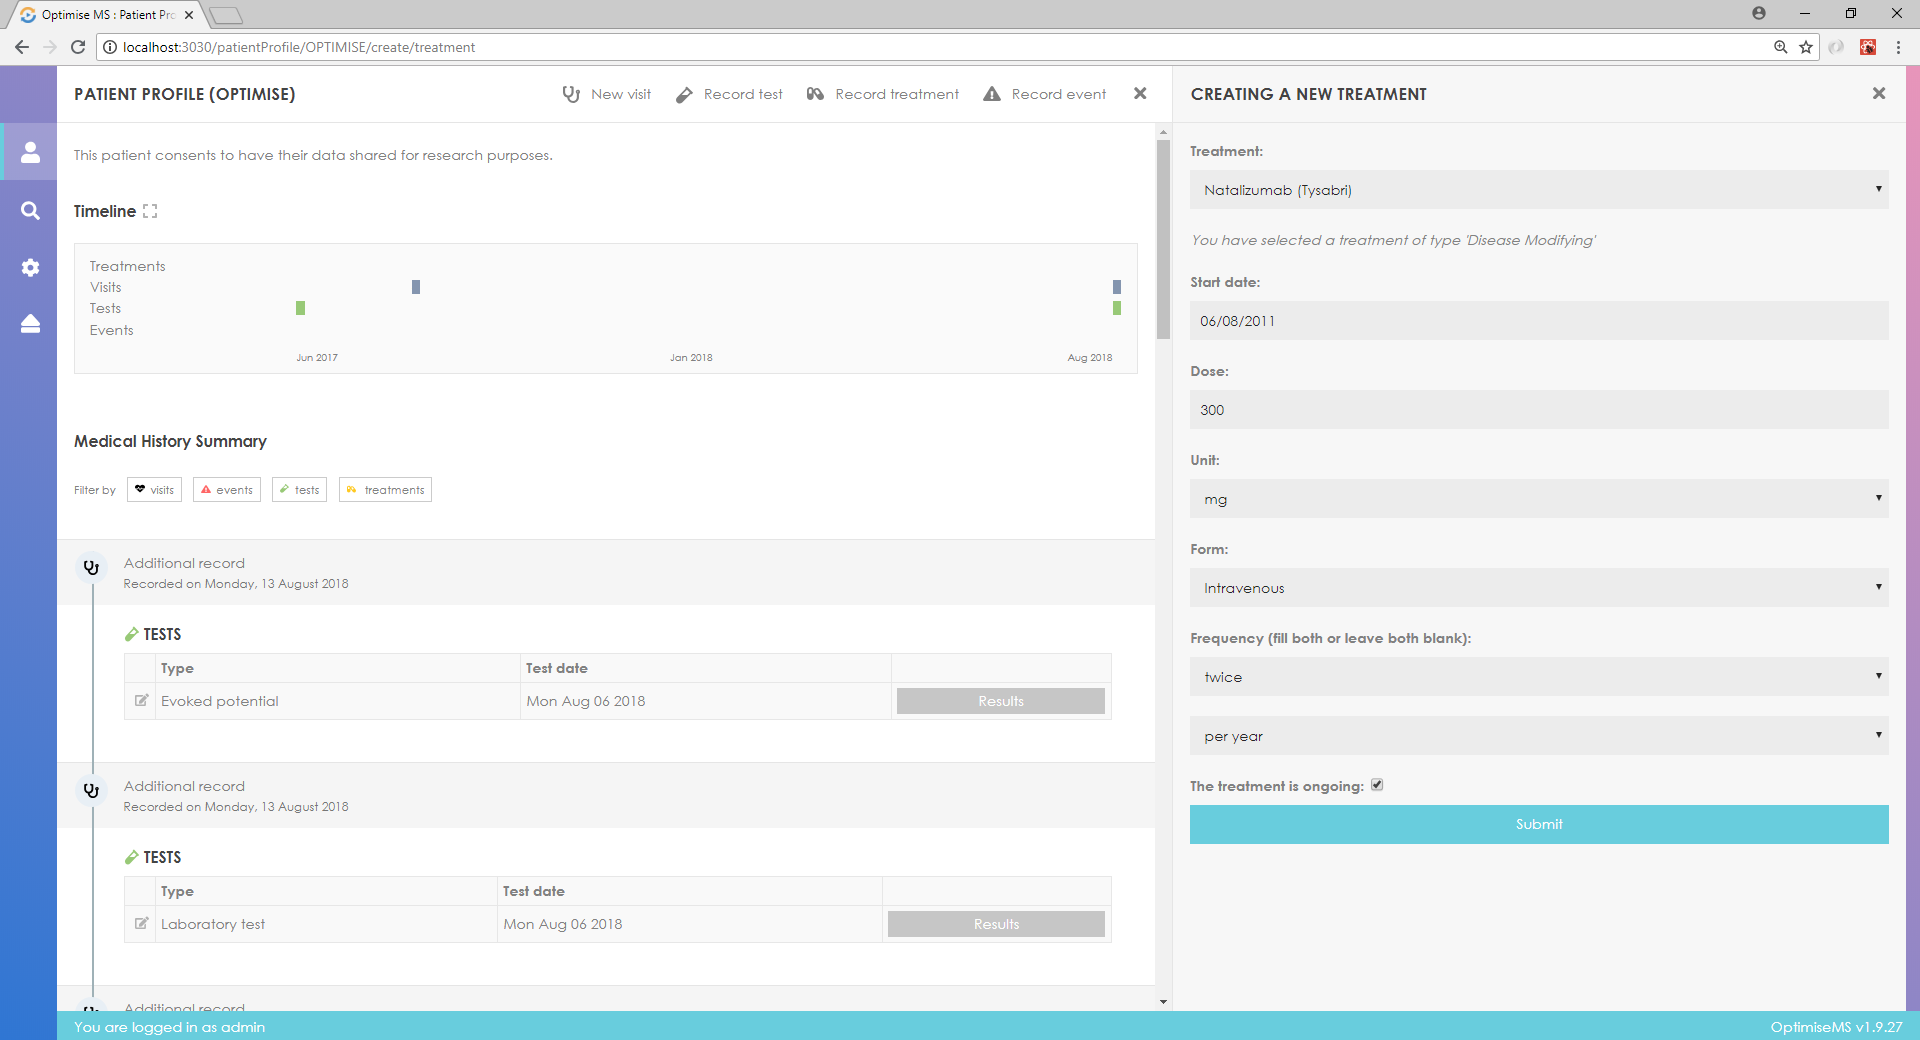 Optimise MS : Patient Pro
localhost:3030/patientProfile/OPTIMISE/create/treatment
PATIENT PROFILE (OPTIMISE)
New visit
Record test
Record treatment
Record event
This patient consents to have their data shared for research purposes.
Timeline
Treatments
Visits
Tests
Events
Jun 2017
Jan 2018
Aug 2018
Medical History Summary
Filter by
visits
events
tests
treatments
Additional record
Recorded on Monday, 13 August 2018
TESTS
Type
Test date
Evoked potential
Mon Aug 06 2018
Results
Additional record
Recorded on Monday, 13 August 2018
TESTS
Type
Test date
Laboratory test
Mon Aug 06 2018
Results
Additional record
CREATING A NEW TREATMENT
Treatment:
Natalizumab (Tysabri)
You have selected a treatment of type 'Disease Modifying'
Start date:
06/08/2011
Dose:
300
Unit:
mg
Form:
Intravenous
Frequency (fill both or leave both blank):
twice
per year
The treatment is ongoing:
Submit
You are logged in as admin
OptimiseMS v1.9.27